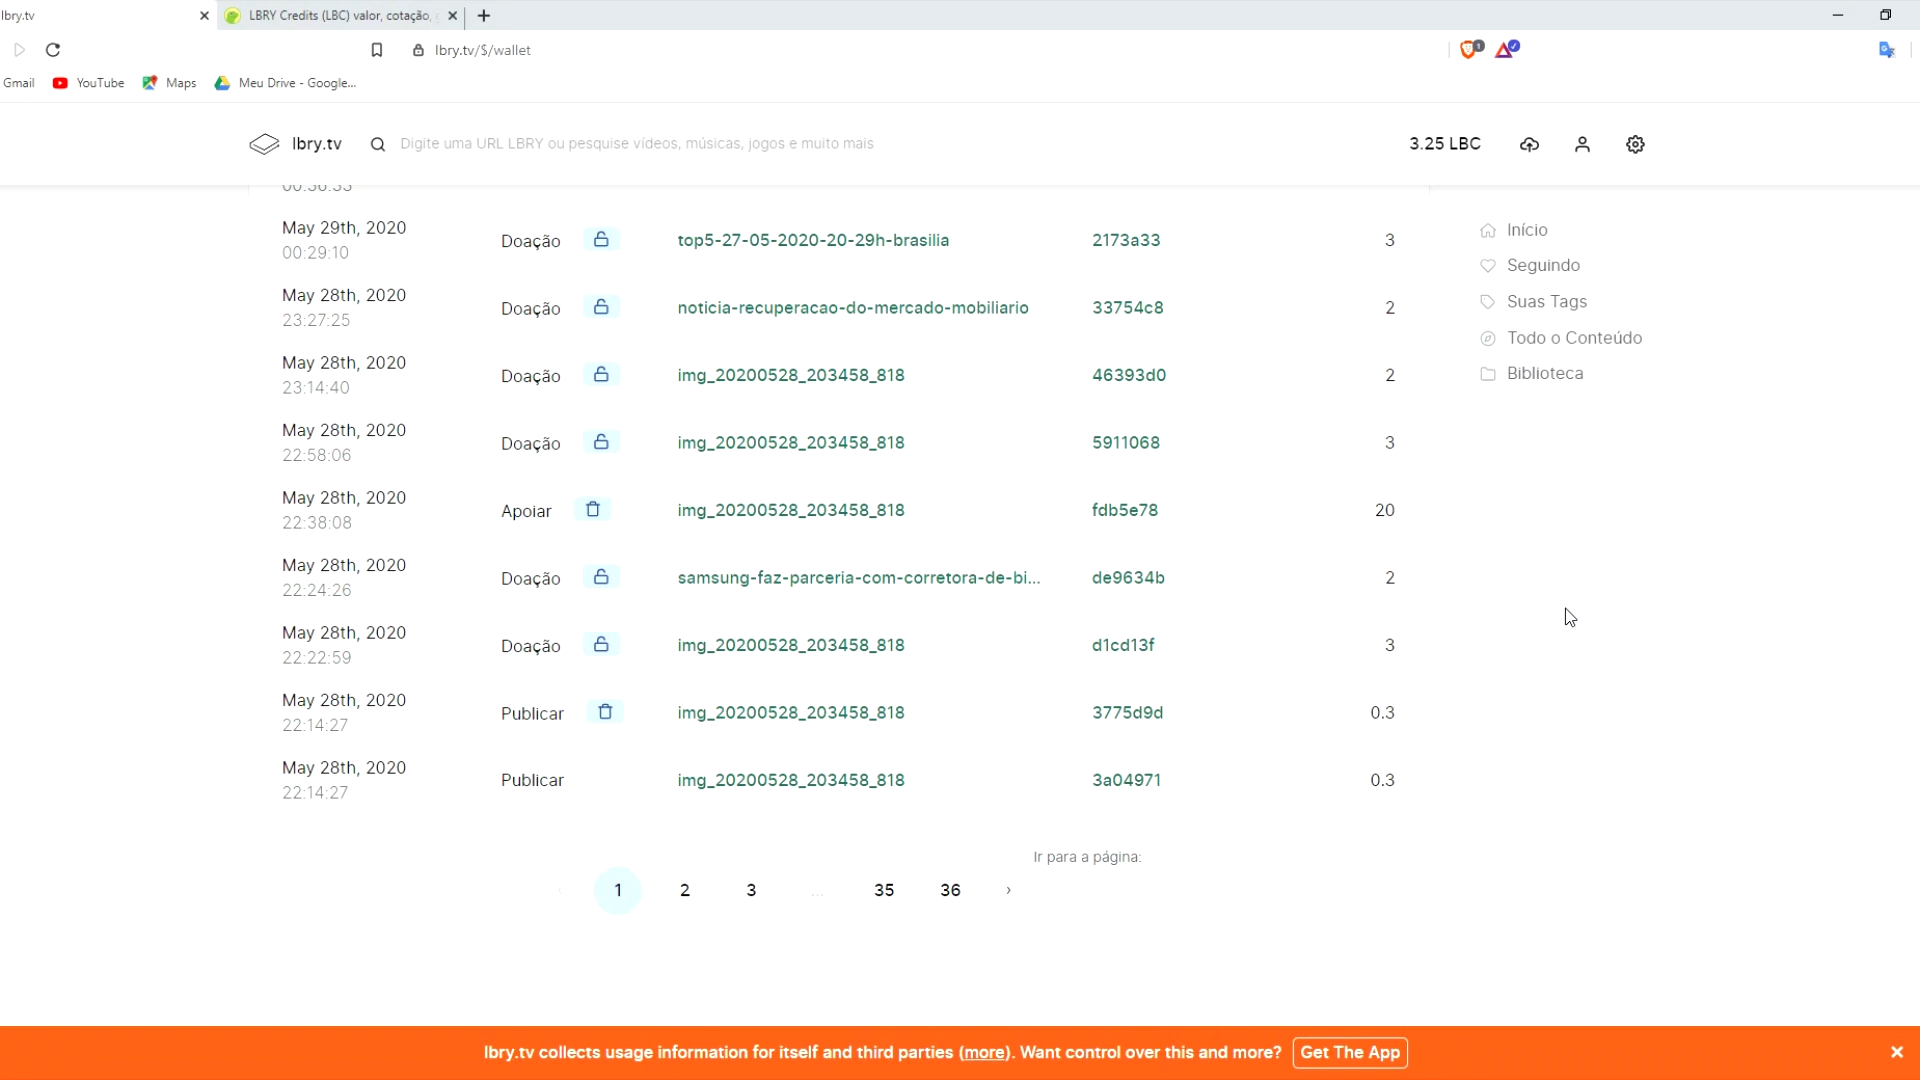 lbry.tv
LBRY Credits (LBC) valor, cotação,
lbry.tv/$/wallet
1
Gmail YouTube Maps Meu Drive - Google...
lbry.tv Digite uma URL LBRY ou pesquise vídeos, músicas, jogos e muito mais 3.25 LBC
May 29th, 2020
00:29:10
Doação top5-27-05-2020-20-29h-brasilia 2173a33 3
May 28th, 2020
23:27:25
Doação noticia-recuperacao-do-mercado-mobiliario 33754c8 2
May 28th, 2020
23:14:40
Doação img_20200528_203458_818 46393d0 2
May 28th, 2020
22:58:06
Doação img_20200528_203458_818 5911068 3
May 28th, 2020
22:38:08
Apoiar img_20200528_203458_818 fdb5e78 20
May 28th, 2020
22:24:26
Doação samsung-faz-parceria-com-corretora-de-bi... de9634b 2
May 28th, 2020
22:22:59
Doação img_20200528_203458_818 d1cd13f 3
May 28th, 2020
22:14:27
Publicar img_20200528_203458_818 3775d9d 0.3
May 28th, 2020
22:14:27
Publicar img_20200528_203458_818 3a04971 0.3
Início
Seguindo
Suas Tags
Todo o Conteúdo
Biblioteca
Ir para a página:
1 2 3 ... 35 36
lbry.tv collects usage information for itself and third parties (more). Want control over this and more? Get The App